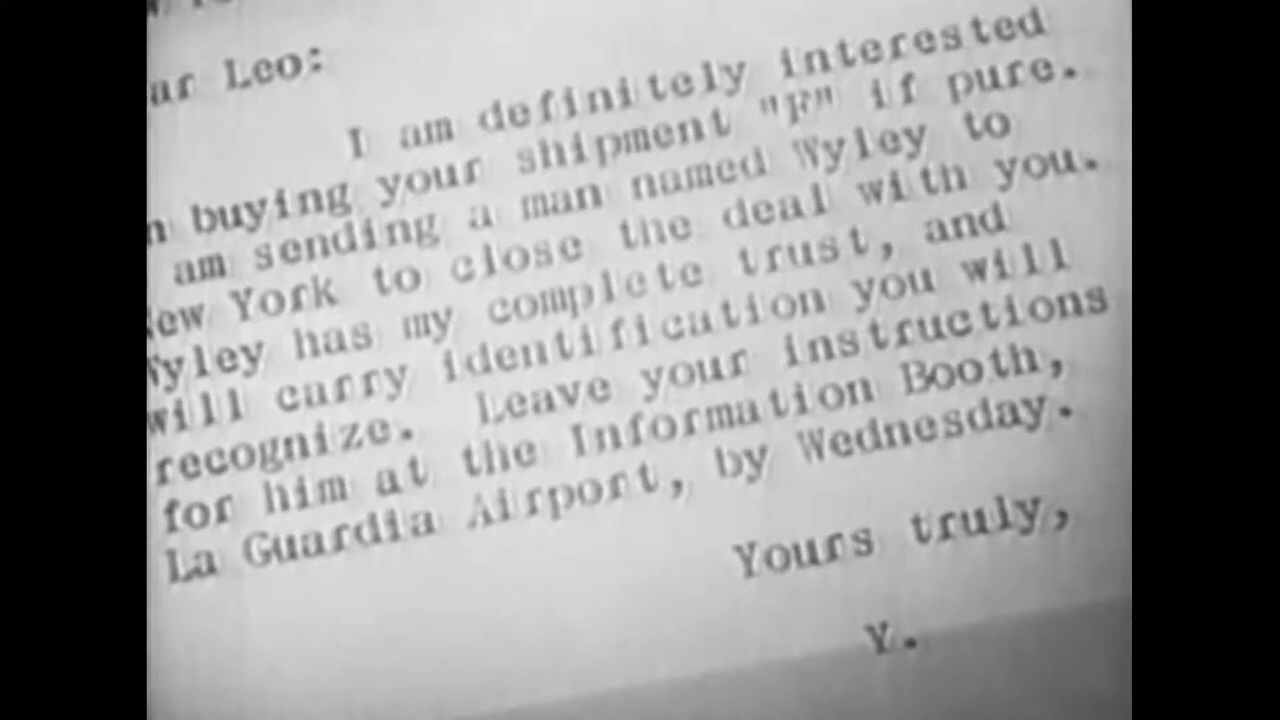 ar Leo:
I am definitely interested
n buying your shipment "F" if pure.
am sending a man named Wyley to
ew York to close the deal with you.
Wyley has my complete trust, and
will carry identification you will
recognize. Leave your instructions
for him at the Information Booth,
La Guardia Airport, by Wednesday.
Yours truly,
Y.